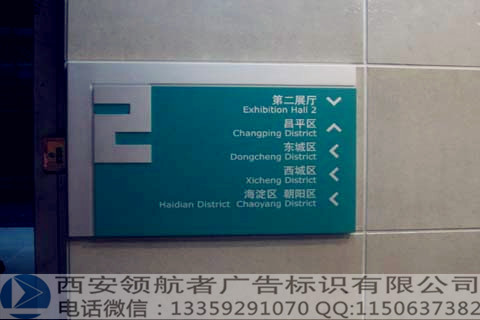 2
第二展厅
Exhibition Hall 2
昌平区
Changping District
东城区
Dongcheng District
西城区
Xicheng District
海淀区 朝阳区
Haidian District Chaoyang District
西安领航者广告标识有限公司
电话微信：13359291070 QQ:1150637382